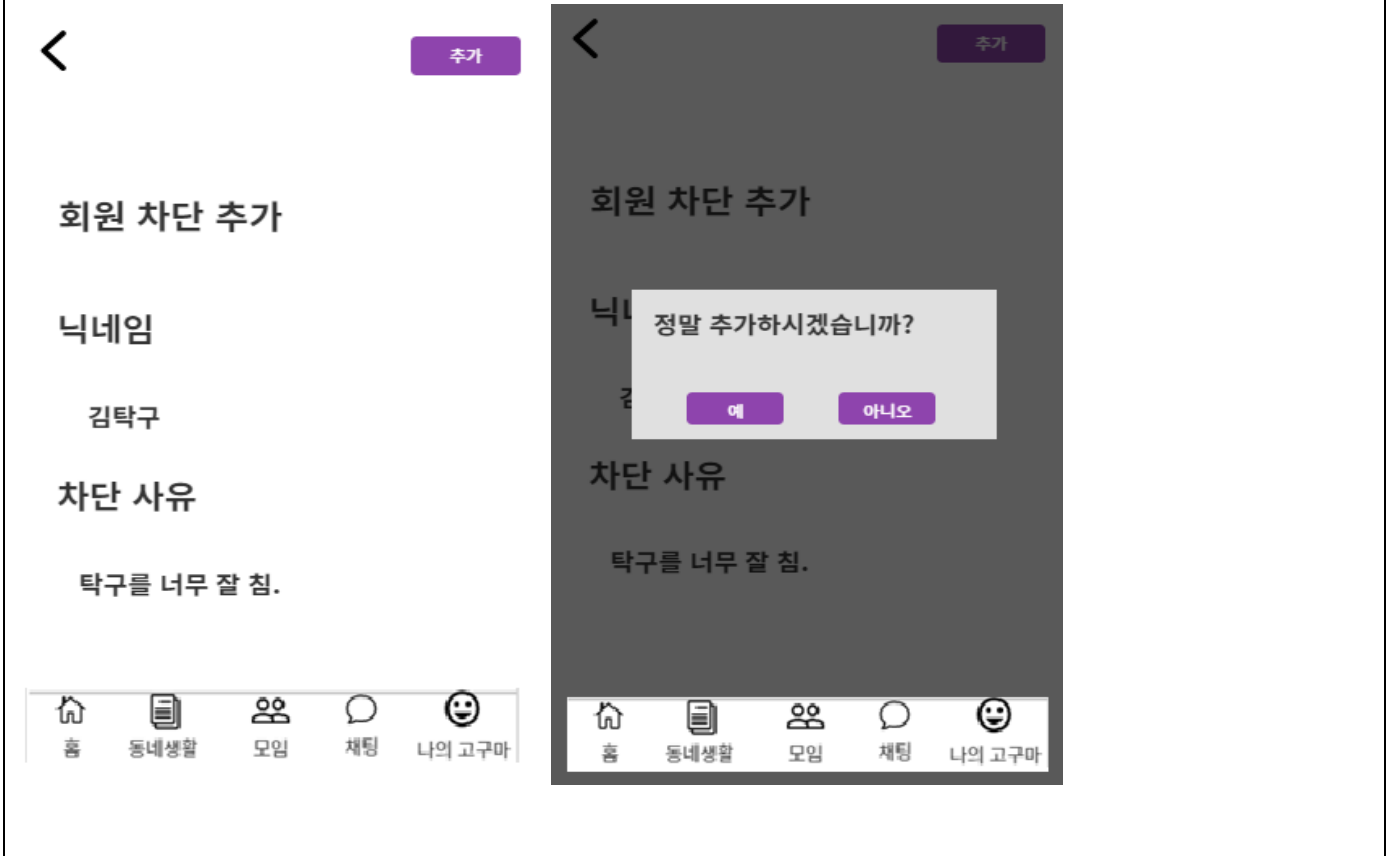 추가
회원 차단 추가
닉네임
김탁구
차단 사유
탁구를 너무 잘 침.
홈 동네생활 모임 채팅 나의 고구마
추가
회원 차단 추가
닉
정말 추가하시겠습니까?
예 아니오
차단 사유
탁구를 너무 잘 침.
홈 동네생활 모임 채팅 나의 고구마